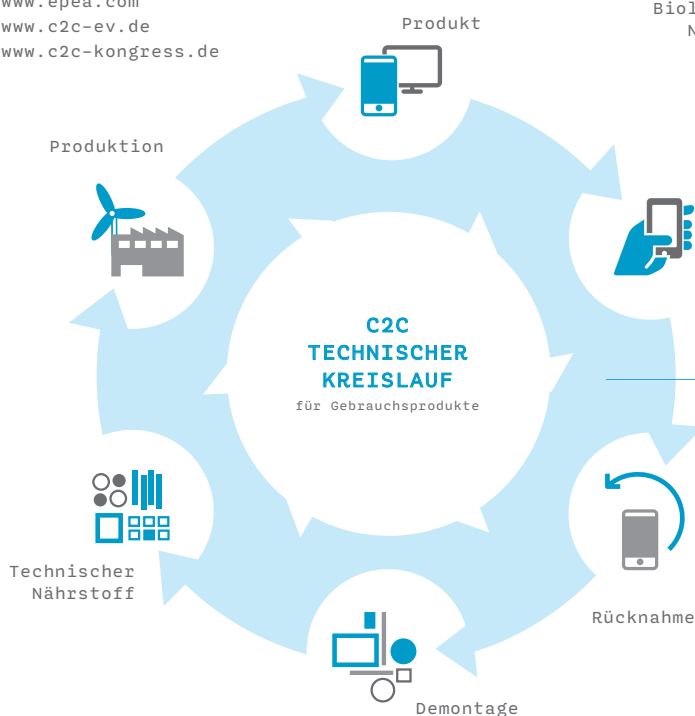 www.epea.com
www.c2c-ev.de
www.c2c-kongress.de
Produkt
Produktion
C2C
TECHNISCHER
KREISLAUF
für Gebrauchsprodukte
Technischer
Nährstoff
Rücknahme
Demontage